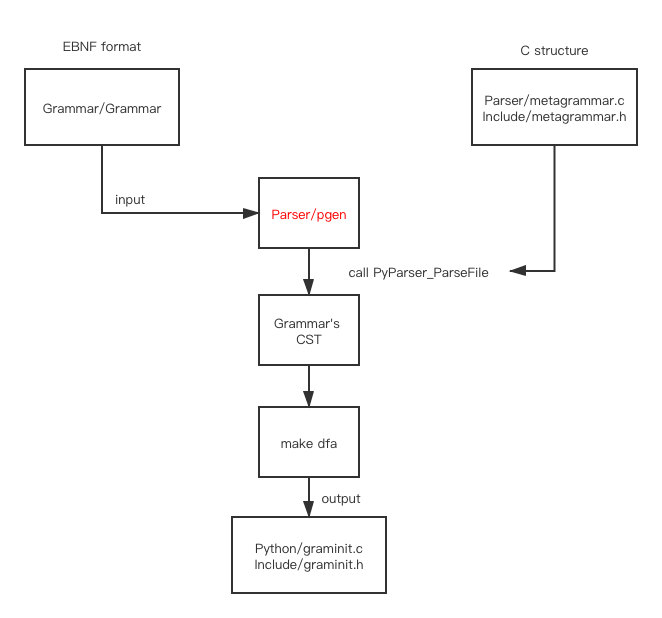 EBNF format
C structure
Grammar/Grammar
Parser/metagrammar.c
Include/metagrammar.h
input
Parser/pgen
call PyParser_ParseFile
Grammar's
CST
make dfa
output
Python/graminit.c
Include/graminit.h